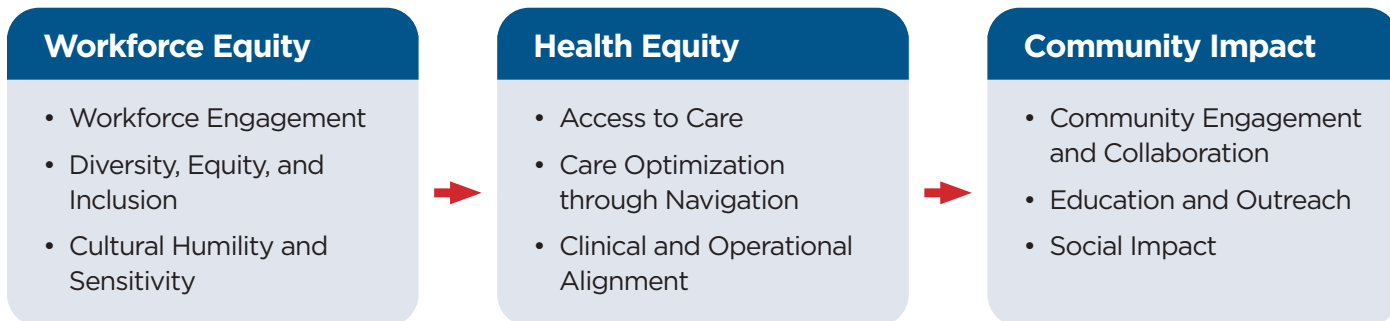 Workforce Equity
• Workforce Engagement
• Diversity, Equity, and
Inclusion
• Cultural Humility and
Sensitivity
Health Equity
• Access to Care
• Care Optimization
through Navigation
• Clinical and Operational
Alignment
Community Impact
• Community Engagement
and Collaboration
• Education and Outreach
• Social Impact